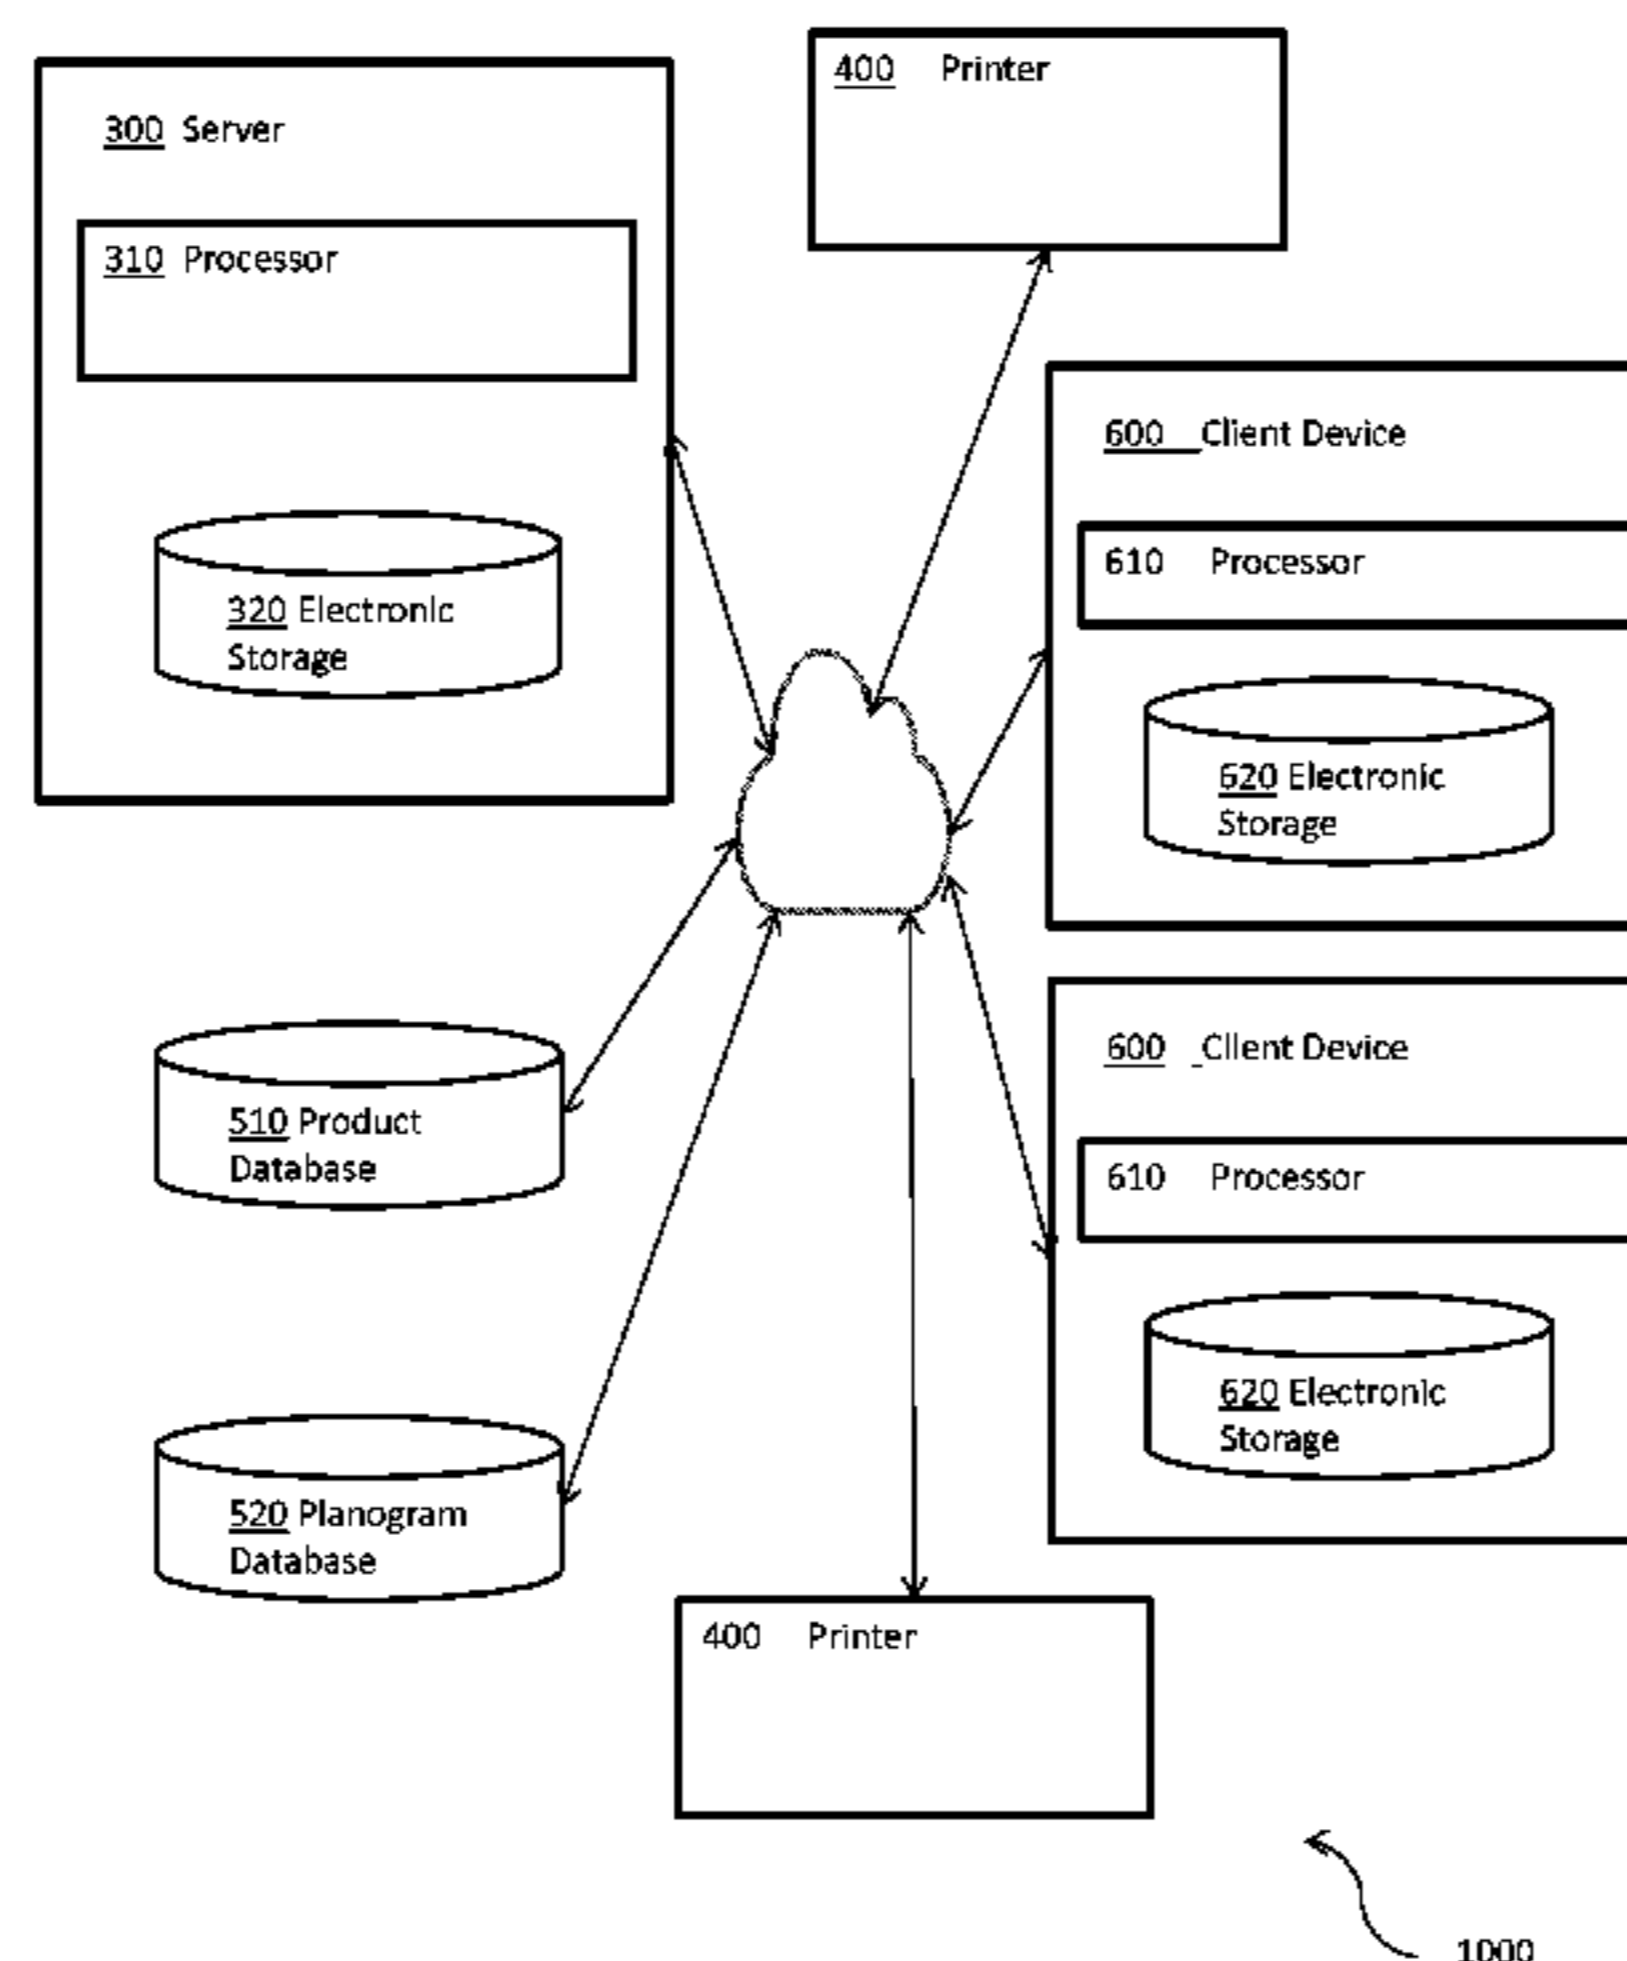 400 Printer
300 Server
310 Processor
600 Client Device
610 Processor
320 Electronic
Storage
620 Electronic
Storage
600 Client Device
510 Product
Database
610 Processor
620 Electronic
Storage
520 Planogram
Database
400 Printer
1000